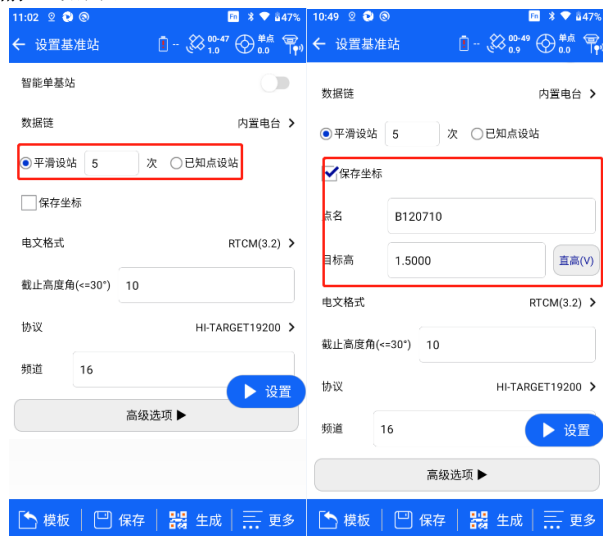 11:02
Fn
47%
设置基准站
--
00-47
1.0
单点
0.0
智能单基站
数据链
内置电台
平滑设站
5
次
已知点设站
保存坐标
电文格式
RTCM(3.2)
截止高度角(<=30°)
10
协议
HI-TARGET19200
频道
16
设置
高级选项▶
模板
保存
生成
更多
10:49
Fn
47%
设置基准站
--
00-49
0.9
单点
0.0
数据链
内置电台
平滑设站
5
次
已知点设站
保存坐标
点名
B120710
目标高
1.5000
直高(V)
电文格式
RTCM(3.2)
截止高度角(<=30°)
10
协议
HI-TARGET19200
频道
16
设置
高级选项▶
模板
保存
生成
更多